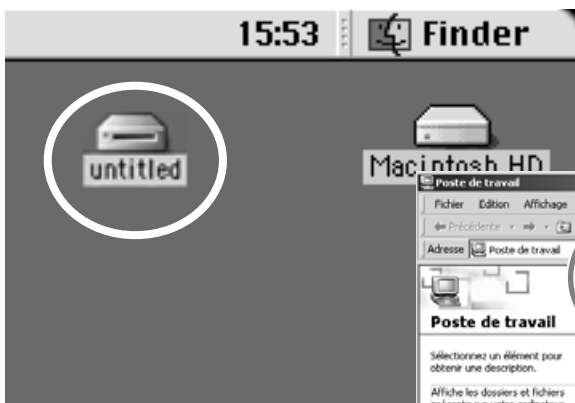 15:53 Finder
untitled
Macintosh HD
Poste de travail
Fichier Edition Affichage
Précédente
Adresse Poste de travail
Poste de travail
Sélectionnez un élément pour
obtenir une description.
Affiche les dossiers et fichiers